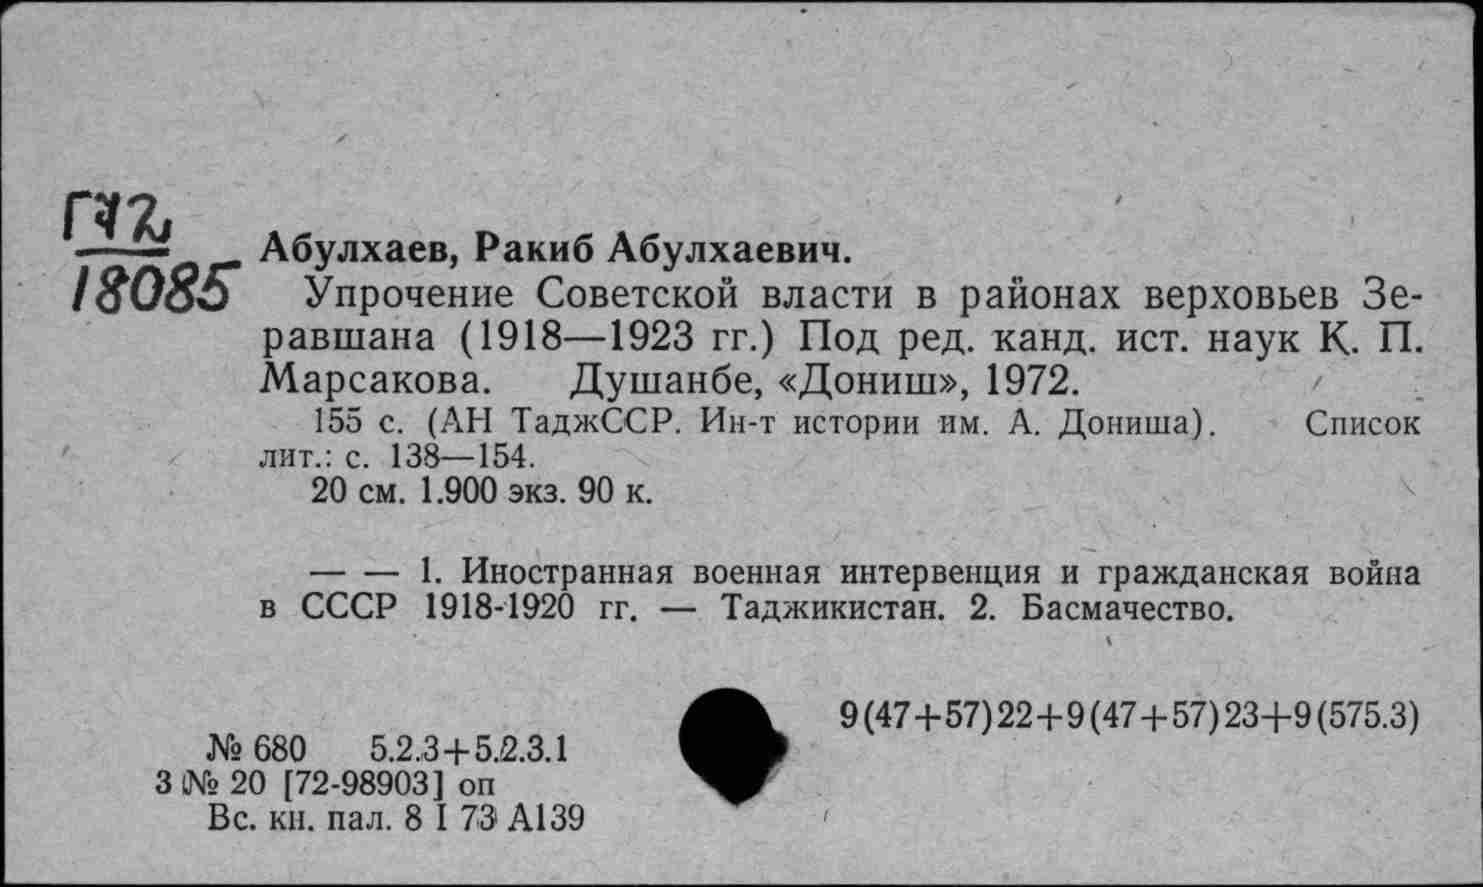 Г72
18085
Абулхаев, Ракиб Абулхаевич.
Упрочение Советской власти в районах верховьев Зе-
равшана (1918—1923 гг.) Под ред. канд. ист. наук К. П.
Марсакова. Душанбе, «Дониш», 1972.
155 с. (АН ТаджССР. Ин-т истории им. А. Дониша). Список
лит.: с. 138—154.
20 см. 1.900 экз. 90 к.
— — 1. Иностранная военная интервенция и гражданская война
в СССР 1918-1920 гг. — Таджикистан. 2. Басмачество.
9(47+57)22+9(47+57)23+9(575.3)
№ 680 5.2.3+5.2.3.1
3 № 20 [72-98903] оп
Вс. кн. пал. 8 I 73 А139